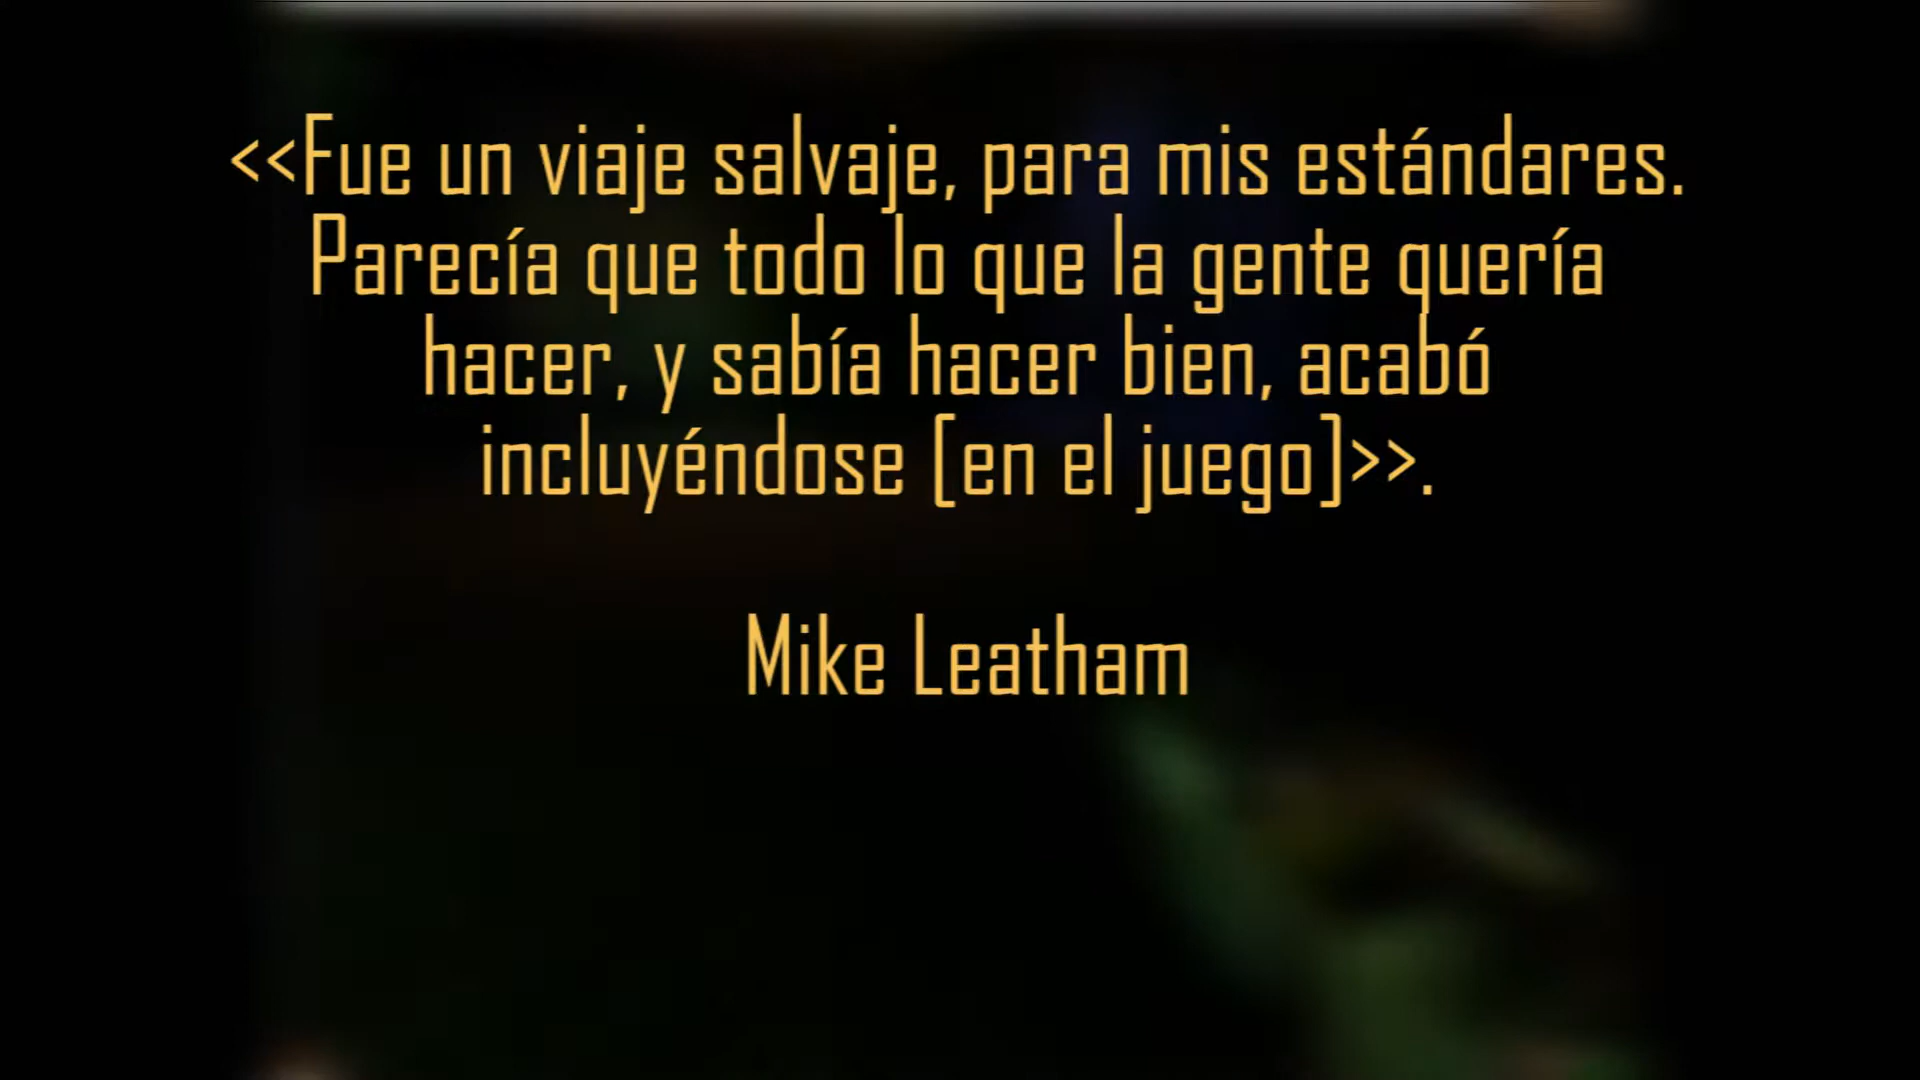 <<Fue un viaje salvaje, para mis estándares.
Parecía que todo lo que la gente quería
hacer, y sabía hacer bien, acabó
incluyéndose [en el juego]>>.
Mike Leatham